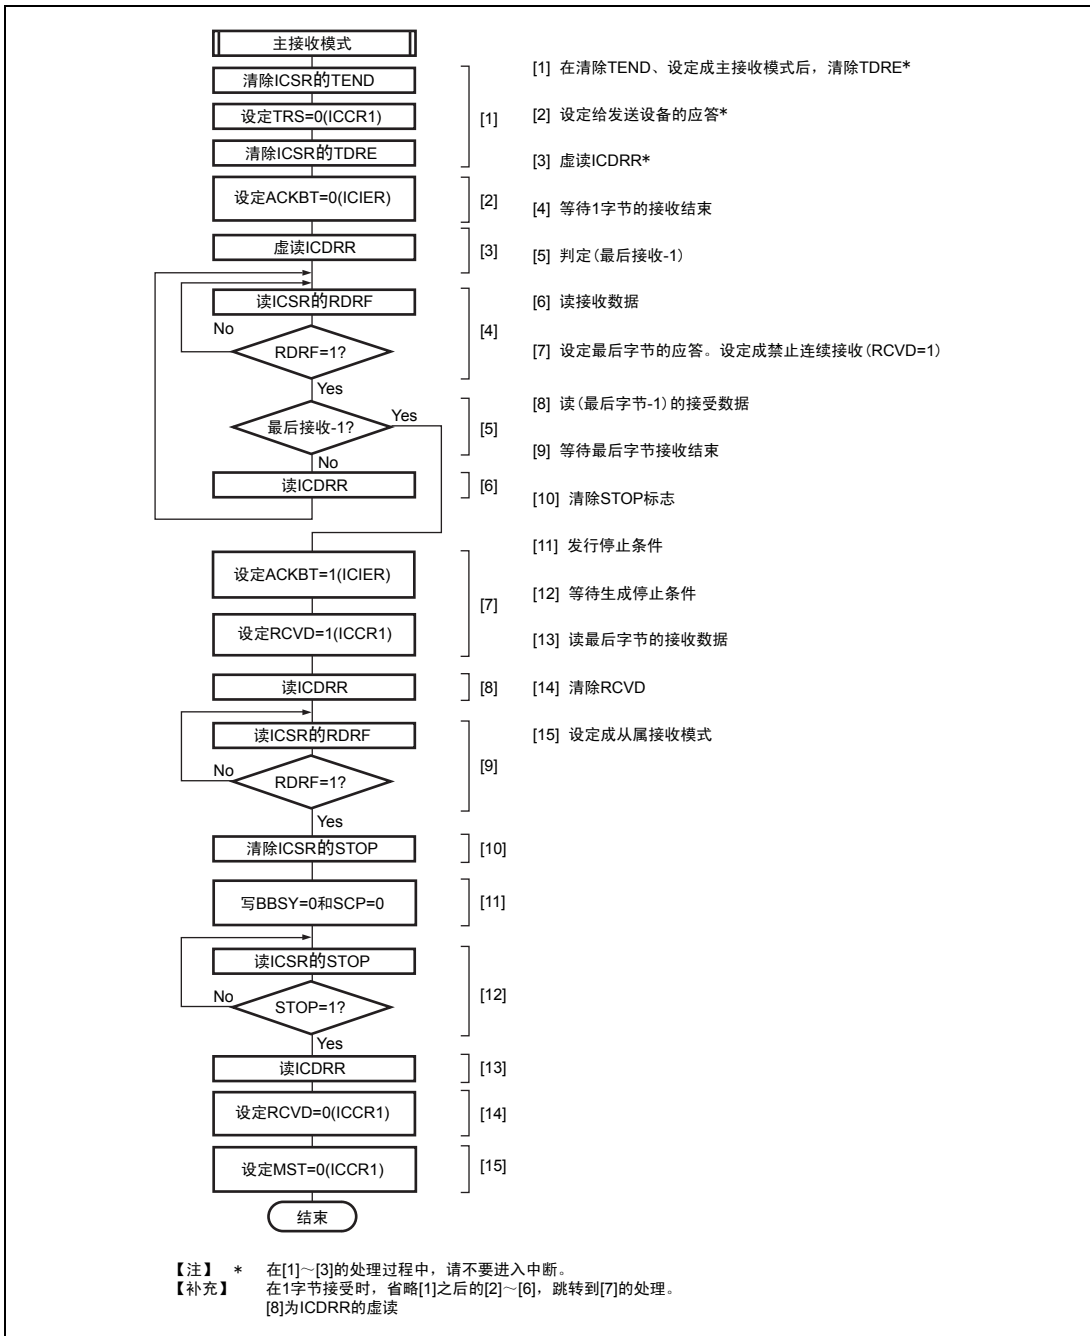 主接收模式
清除ICSR的TEND
设定TRS=0(ICCR1)
清除ICSR的TDRE
[1]
设定ACKBT=0(ICIER)
[2]
虚读ICDRR
[3]
读ICSR的RDRF
No
RDRF=1?
[4]
Yes
最后接收-1?
Yes
[5]
No
读ICDRR
[6]
设定ACKBT=1(ICIER)
设定RCVD=1(ICCR1)
[7]
读ICDRR
[8]
读ICSR的RDRF
No
RDRF=1?
[9]
Yes
清除ICSR的STOP
[10]
写BBSY=0和SCP=0
[11]
读ICSR的STOP
No
STOP=1?
[12]
Yes
读ICDRR
[13]
设定RCVD=0(ICCR1)
[14]
设定MST=0(ICCR1)
[15]
结束
[1] 在清除TEND、设定成主接收模式后，清除TDRE*
[2] 设定给发送设备的应答*
[3] 虚读ICDRR*
[4] 等待1字节的接收结束
[5] 判定(最后接收-1)
[6] 读接收数据
[7] 设定最后字节的应答。设定成禁止连续接收(RCVD=1)
[8] 读(最后字节-1)的接受数据
[9] 等待最后字节接收结束
[10] 清除STOP标志
[11] 发行停止条件
[12] 等待生成停止条件
[13] 读最后字节的接收数据
[14] 清除RCVD
[15] 设定成从属接收模式
【注】 * 在[1]～[3]的处理过程中，请不要进入中断。
【补充】 在1字节接受时，省略[1]之后的[2]～[6]，跳转到[7]的处理。
[8]为ICDRR的虚读